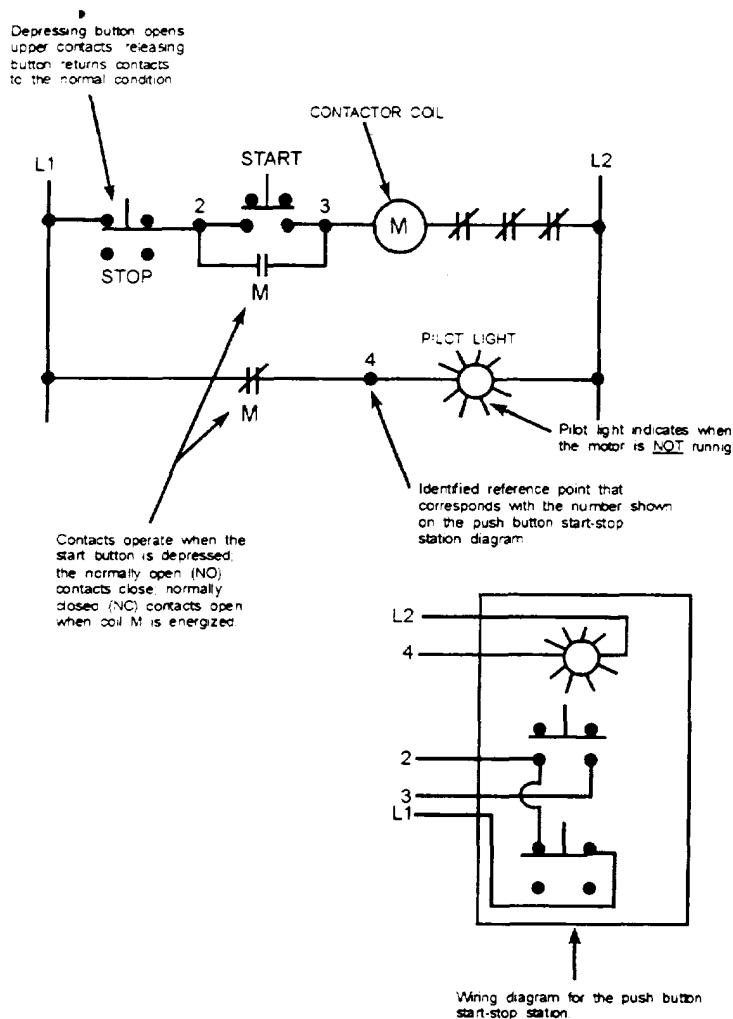 Depressing button opens
upper contacts releasing
button returns contacts
to the normal condition
CONTACTOR COIL
L1
START
L2
2
3
M
STOP
M
PILOT LIGHT
4
M
Pilot light indicates when
the motor is NOT runnig
Identified reference point that
corresponds with the number shown
on the push button start-stop
station diagram
Contacts operate when the
start button is depressed;
the normally open (NO)
contacts close; normally
closed (NC) contacts open
when coil M is energized.
L2
4
2
3
L1
Wiring diagram for the push button
start-stop station.